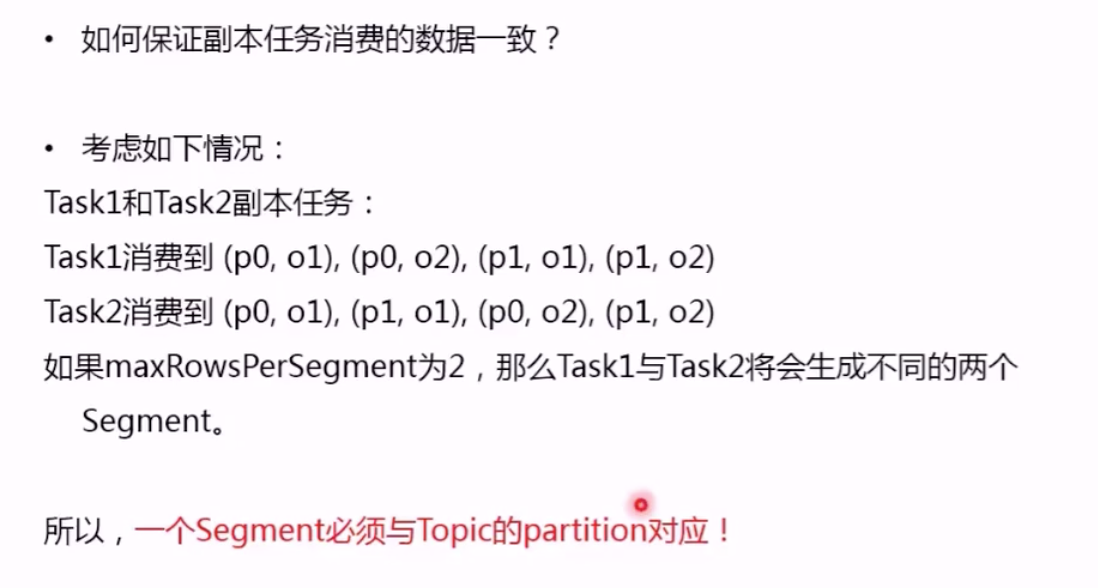 • 如何保证副本任务消费的数据一致？
• 考虑如下情况：
Task1和Task2副本任务：
Task1消费到 (p0, o1), (p0, o2), (p1, o1), (p1, o2)
Task2消费到 (p0, o1), (p1, o1), (p0, o2), (p1, o2)
如果maxRowsPerSegment为2，那么Task1与Task2将会生成不同的两个
Segment。
所以，一个Segment必须与Topic的partition对应！